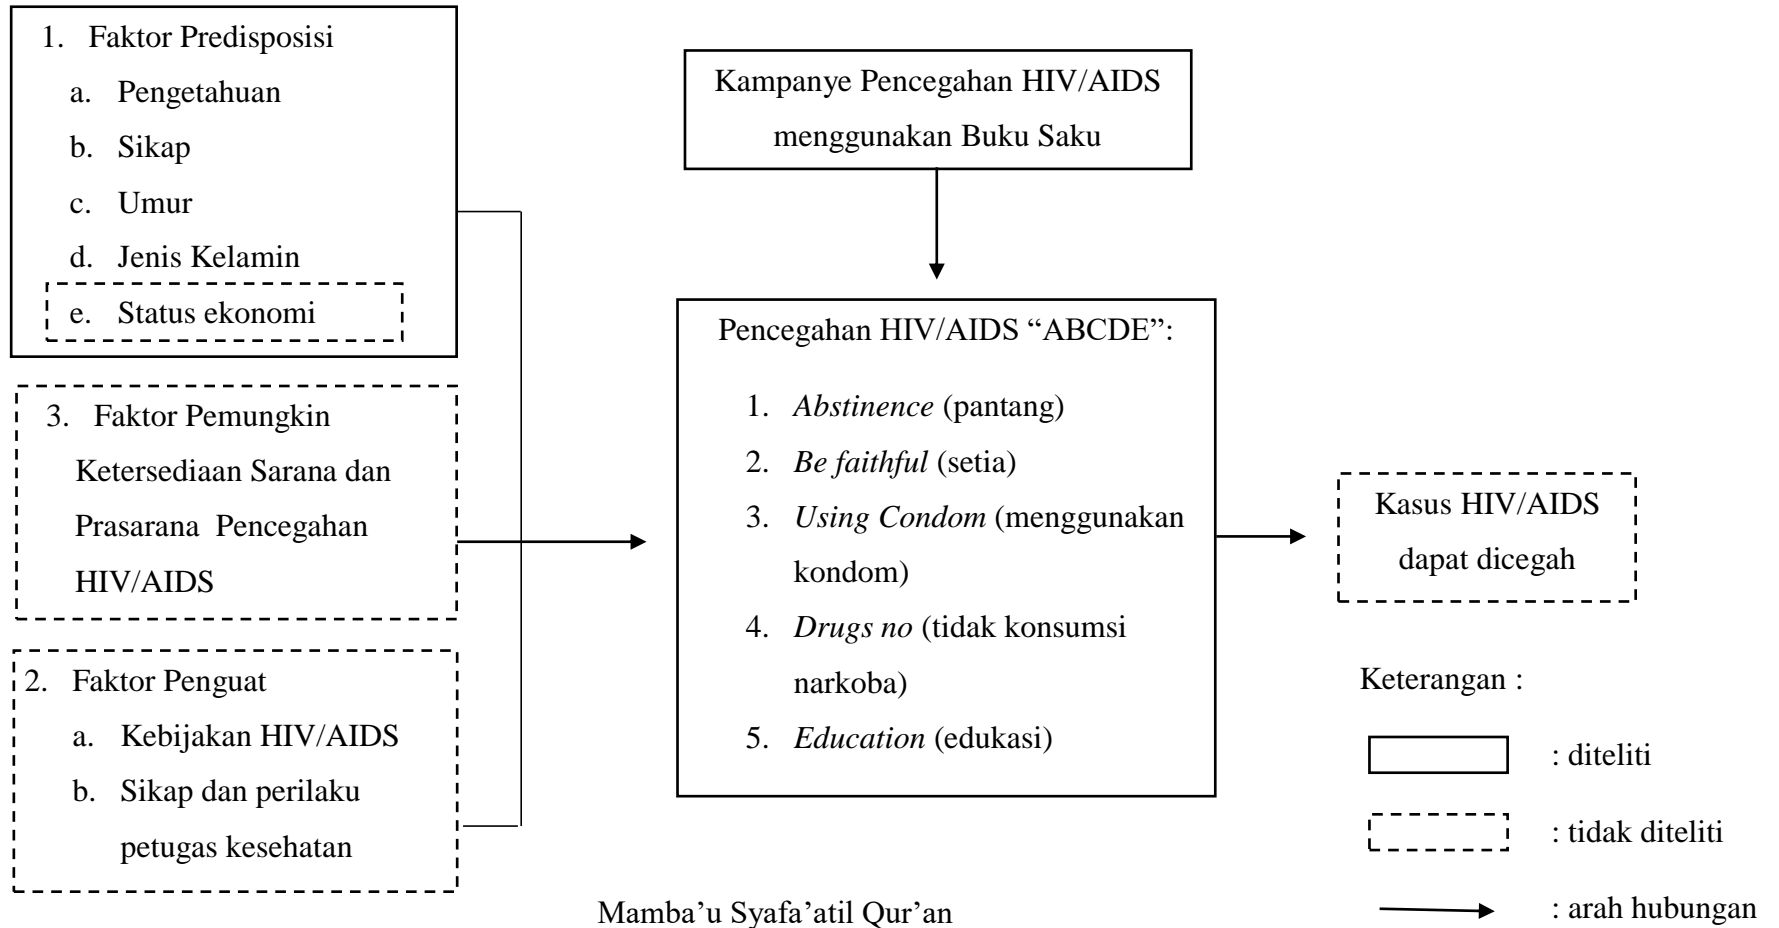 1. Faktor Predisposisi
a. Pengetahuan
b. Sikap
c. Umur
d. Jenis Kelamin
e. Status ekonomi
3. Faktor Pemungkin
Ketersediaan Sarana dan
Prasarana Pencegahan
HIV/AIDS
2. Faktor Penguat
a. Kebijakan HIV/AIDS
b. Sikap dan perilaku
petugas kesehatan
Kampanye Pencegahan HIV/AIDS
menggunakan Buku Saku
Pencegahan HIV/AIDS “ABCDE”:
1. Abstinence (pantang)
2. Be faithful (setia)
3. Using Condom (menggunakan
kondom)
4. Drugs no (tidak konsumsi
narkoba)
5. Education (edukasi)
Kasus HIV/AIDS
dapat dicegah
Keterangan :
: diteliti
: tidak diteliti
: arah hubungan
Mamba’u Syafa’atil Qur’an